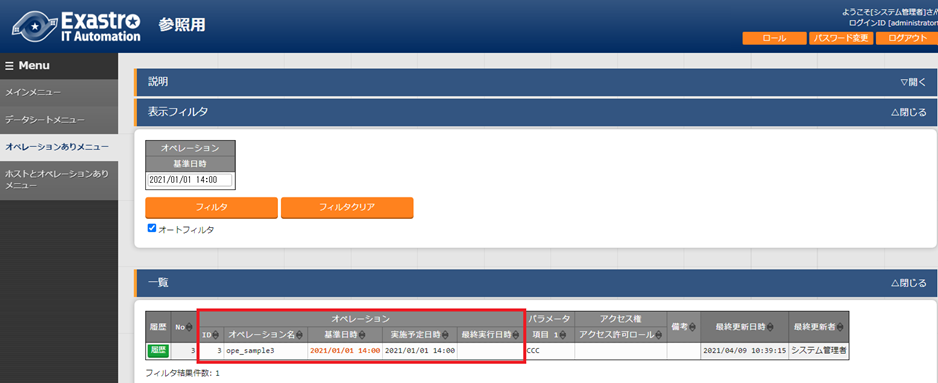 Exastro
IT Automation
参照用
ようこそ[システム管理者]さん
ログインID [administrator
ロール
パスワード変更
ログアウト
☰ Menu
メインメニュー
データシートメニュー
オペレーションありメニュー
ホストとオペレーションあり
メニュー
説明
▽開く
表示フィルタ
△閉じる
オペレーション
基準日時
2021/01/01 14:00
フィルタ
フィルタクリア
オートフィルタ
一覧
△閉じる
履歴 No オペレーション パラメータ アクセス権 備考 最終更新日時 最終更新者
ID オペレーション名 基準日時 実施予定日時 最終実行日時 項目 1 アクセス許可ロール
履歴 3 3 ope_sample3 2021/01/01 14:00 2021/01/01 14:00 CCC 2021/04/09 10:39:15 システム管理者
フィルタ結果件数: 1